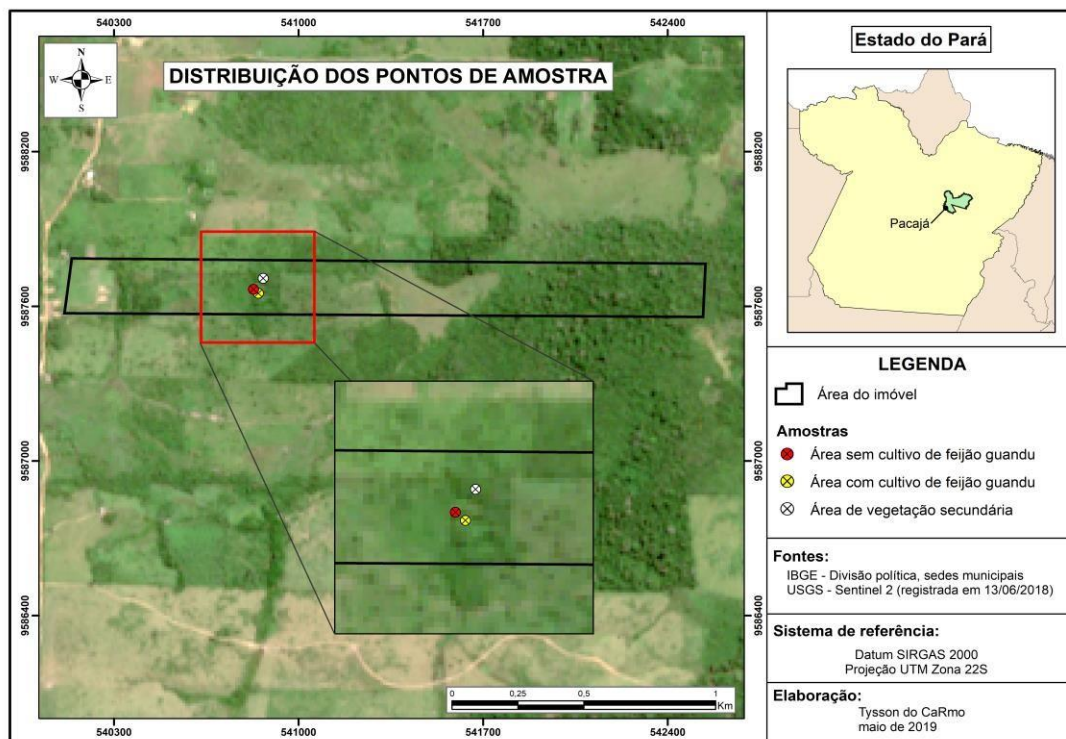 540300 541000 541700 542400
N
W E
S
DISTRIBUIÇÃO DOS PONTOS DE AMOSTRA
9588200 9588200
9587600 9587600
9587000 9587000
9586400 9586400
0 0,25 0,5 1
Km
540300 541000 541700 542400
Estado do Pará
Pacajá
LEGENDA
Área do imóvel
Amostras
Área sem cultivo de feijão guandu
Área com cultivo de feijão guandu
Área de vegetação secundária
Fontes:
IBGE - Divisão política, sedes municipais
USGS - Sentinel 2 (registrada em 13/06/2018)
Sistema de referência:
Datum SIRGAS 2000
Projeção UTM Zona 22S
Elaboração:
Tysson do CaRmo
maio de 2019